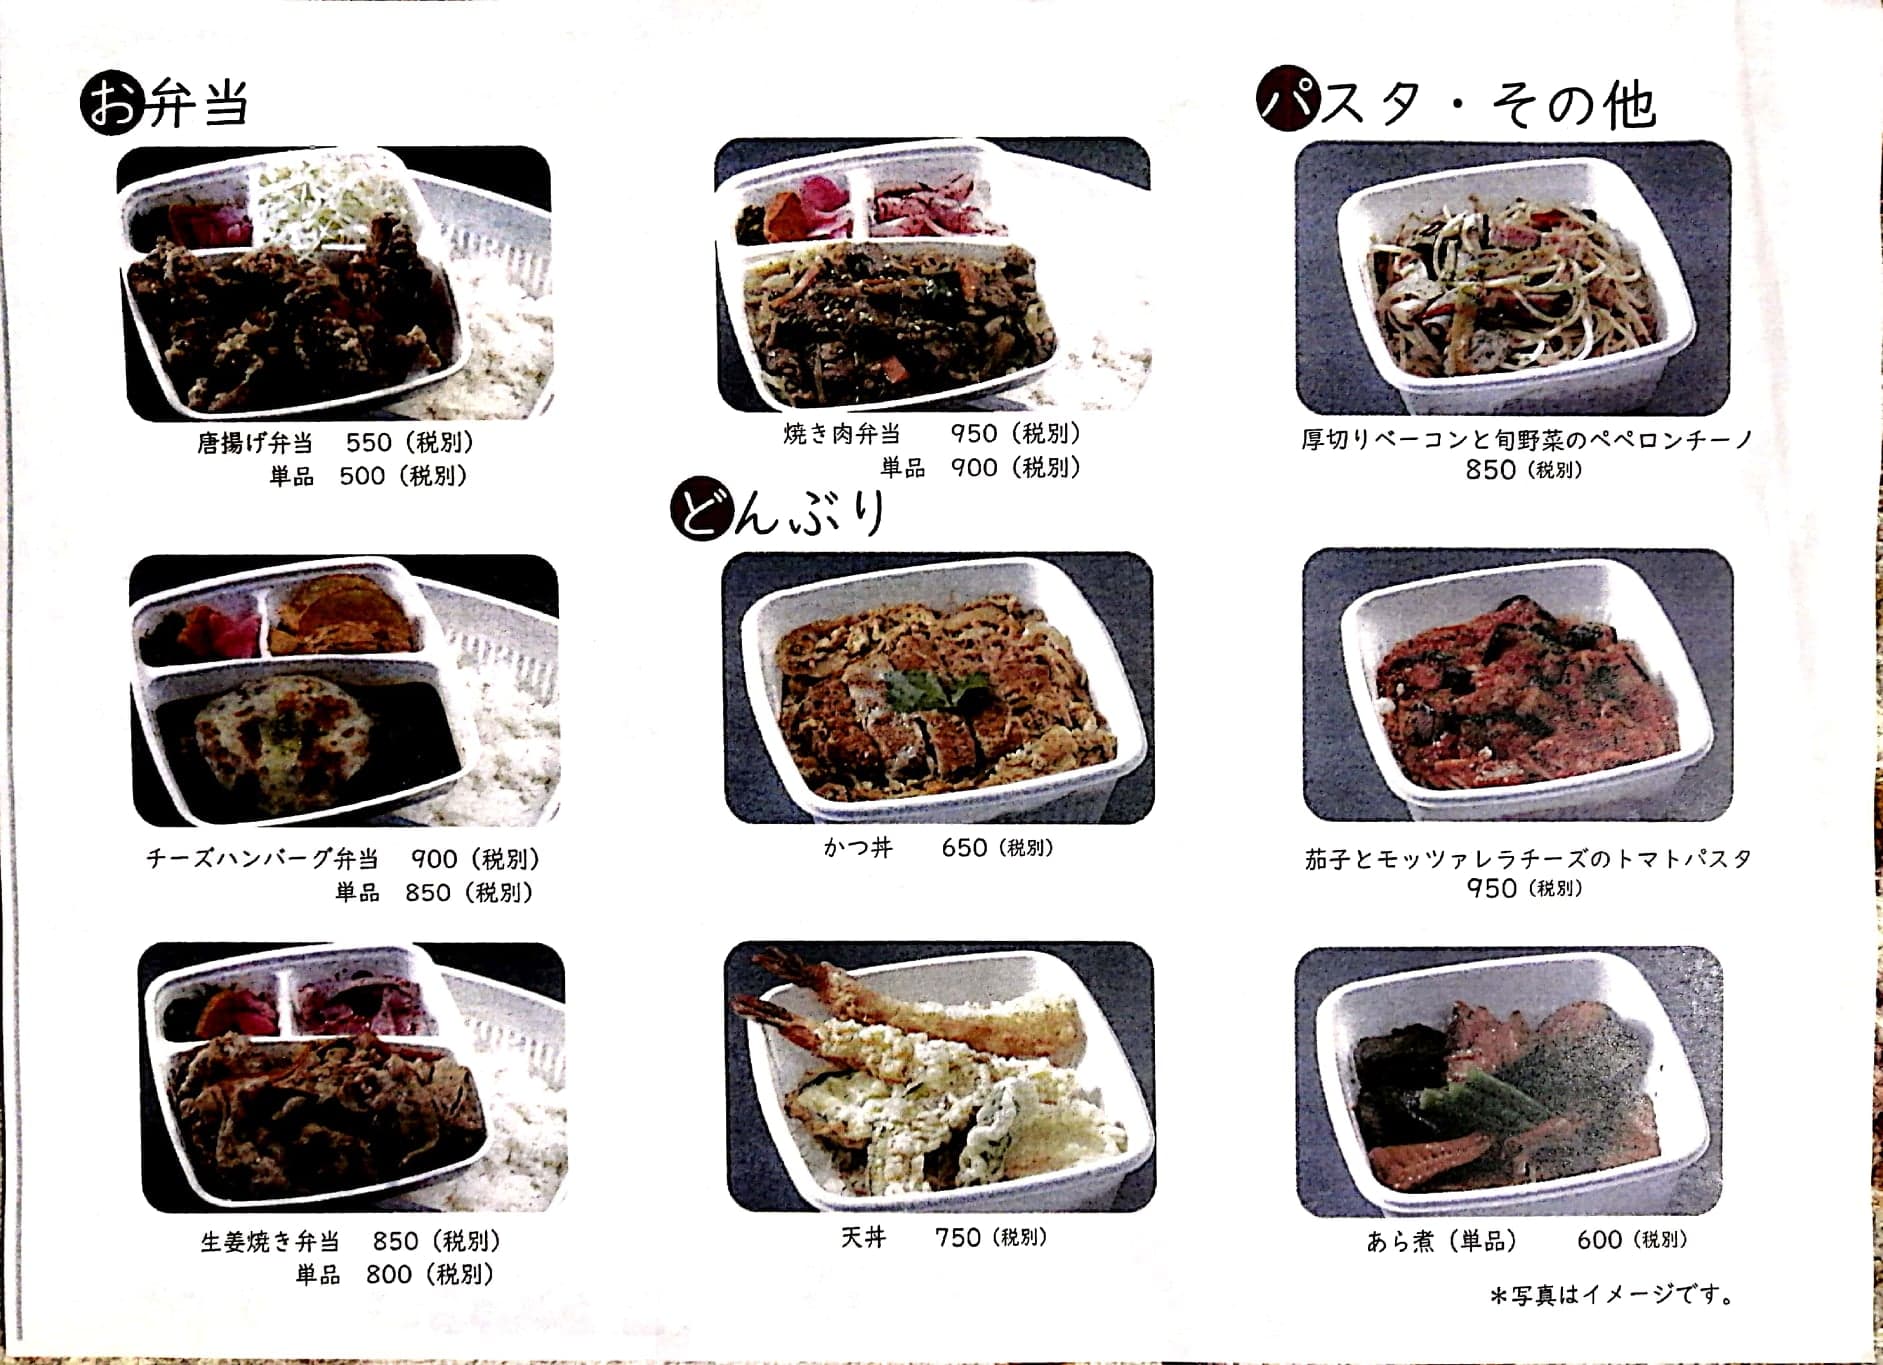 お弁当
唐揚げ弁当 550（税別）
単品 500（税別）
チーズハンバーグ弁当 900（税別）
単品 850（税別）
生姜焼き弁当 850（税別）
単品 800（税別）
焼き肉弁当 950（税別）
単品 900（税別）
どんぶり
かつ丼 650（税別）
天丼 750（税別）
パスタ・その他
厚切りベーコンと旬野菜のペペロンチーノ
850（税別）
茄子とモッツァレラチーズのトマトパスタ
950（税別）
あら煮（単品） 600（税別）
＊写真はイメージです。